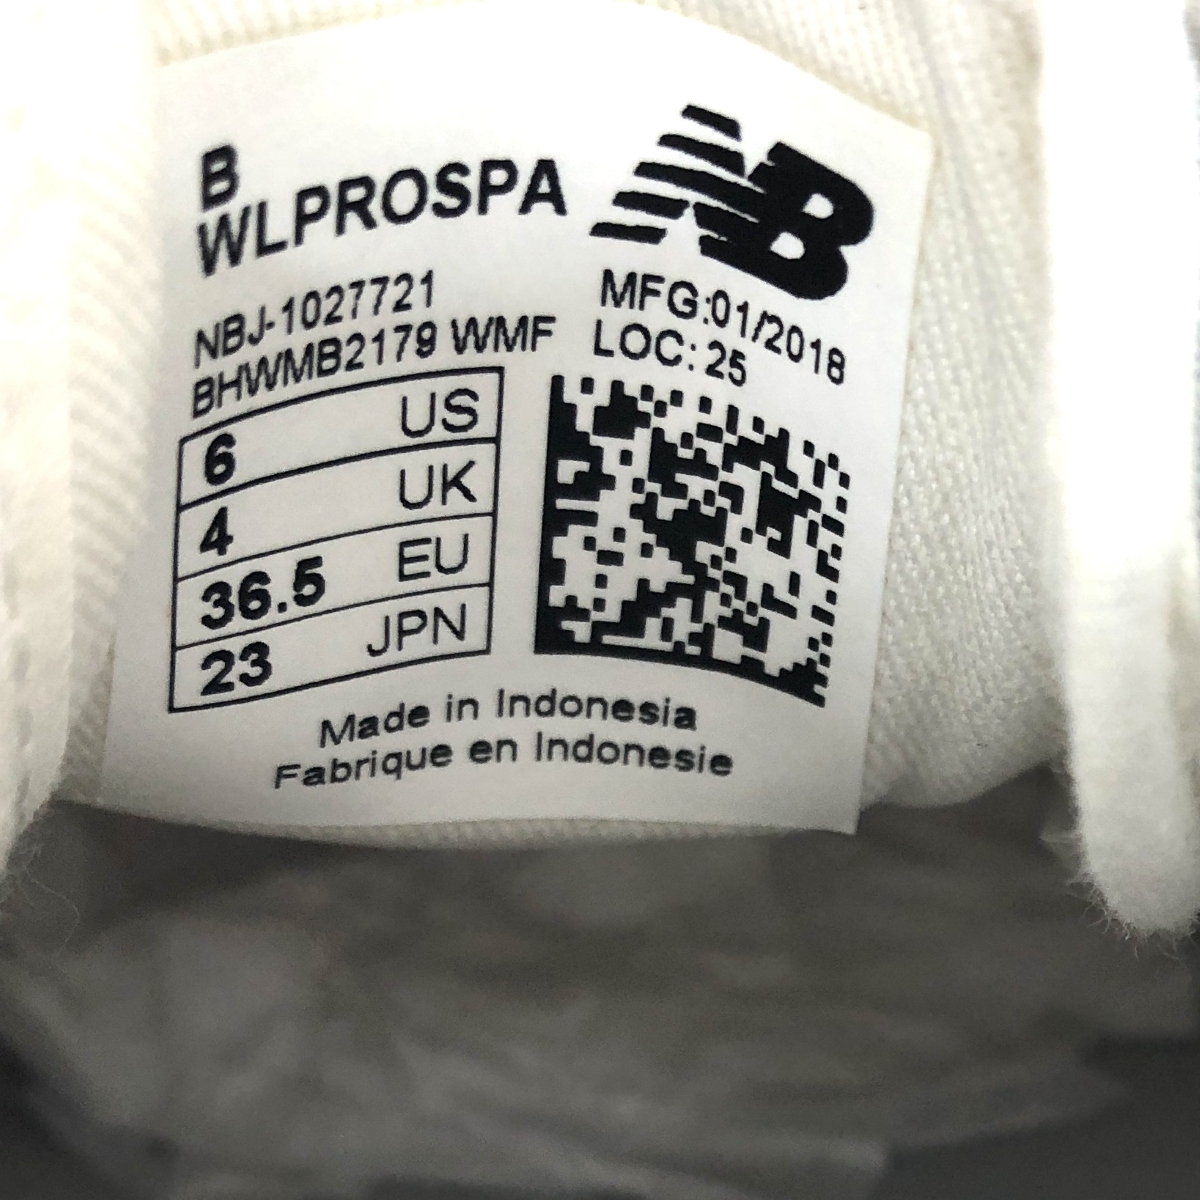 B
WLPROSPA
NB
NBJ-1027721
BHWMB2179 WMF
MFG:01/2018
LOC: 25
6 US
4 UK
36.5 EU
23 JPN
Made in Indonesia
Fabrique en Indonesie